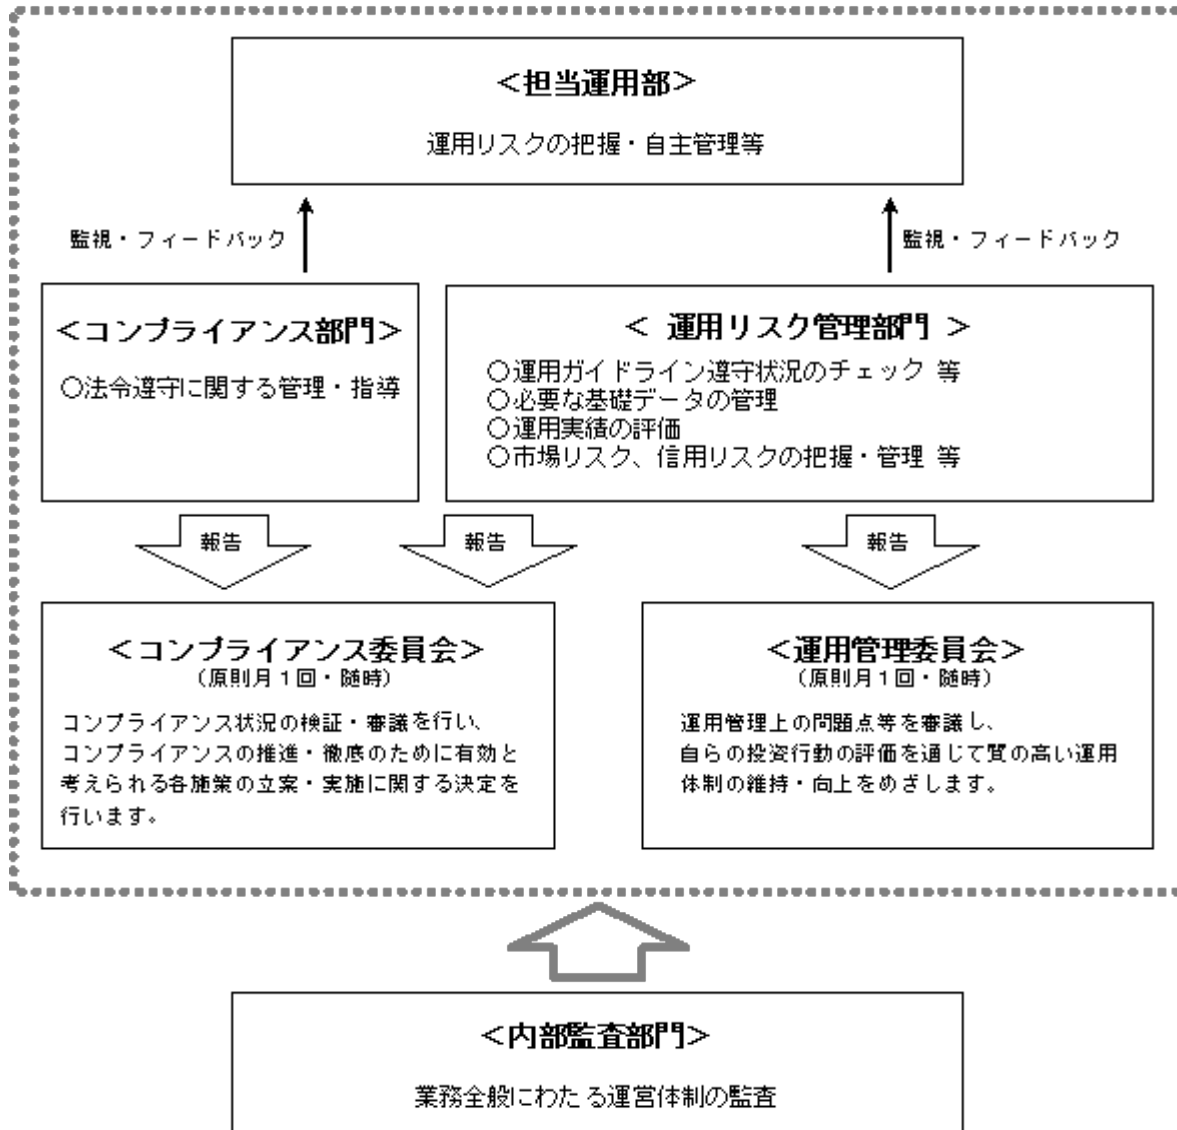 ＜担当運用部＞
運用リスクの把握・自主管理等
監視・フィードバック
監視・フィードバック
＜コンプライアンス部門＞
○法令遵守に関する管理・指導
＜ 運用リスク管理部門 ＞
○運用ガイドライン遵守状況のチェック 等
○必要な基礎データの管理
○運用実績の評価
○市場リスク、信用リスクの把握・管理 等
報告
報告
報告
＜コンプライアンス委員会＞
（原則月１回・随時）
コンプライアンス状況の検証・審議を行い、
コンプライアンスの推進・徹底のために有効と
考えられる各施策の立案・実施に関する決定を
行います。
＜運用管理委員会＞
（原則月１回・随時）
運用管理上の問題点等を審議し、
自らの投資行動の評価を通じて質の高い運用
体制の維持・向上をめざします。
＜内部監査部門＞
業務全般にわたる運営体制の監査